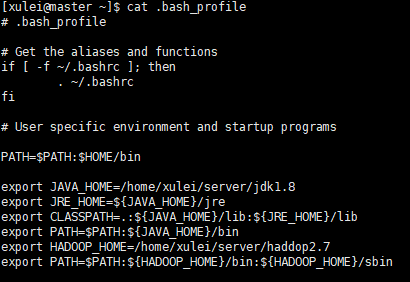 [xulei@master ~]$ cat .bash_profile
# .bash_profile
# Get the aliases and functions
if [ -f ~/.bashrc ]; then
        . ~/.bashrc
fi
# User specific environment and startup programs
PATH=$PATH:$HOME/bin
export JAVA_HOME=/home/xulei/server/jdk1.8
export JRE_HOME=${JAVA_HOME}/jre
export CLASSPATH=.:${JAVA_HOME}/lib:${JRE_HOME}/lib
export PATH=$PATH:${JAVA_HOME}/bin
export HADOOP_HOME=/home/xulei/server/haddop2.7
export PATH=$PATH:${HADOOP_HOME}/bin:${HADOOP_HOME}/sbin